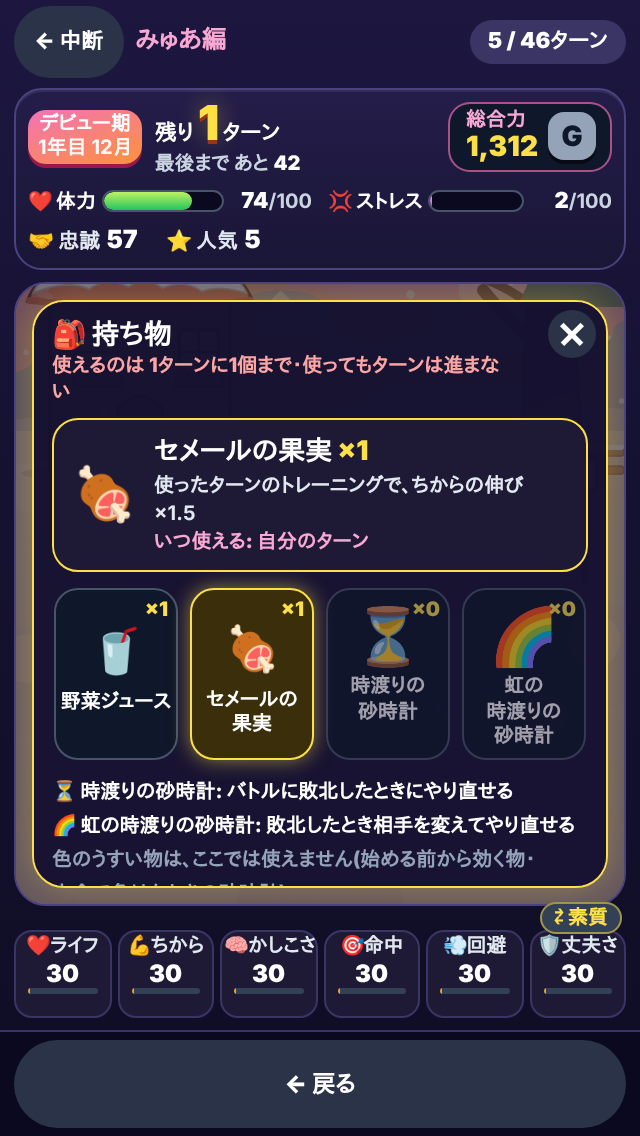 ← 中断
みゅあ編
5 / 46ターン
デビュー期
1年目 12月
残り1ターン
最後まで あと 42
総合力
1,312 G
体力 74/100
ストレス 2/100
忠誠 57
人気 5
持ち物
使えるのは 1ターンに1個まで・使ってもターンは進まな
い
セメールの果実 ×1
使ったターンのトレーニングで、ちからの伸び
×1.5
いつ使える: 自分のターン
×1
野菜ジュース
×1
セメールの
果実
×0
時渡りの
砂時計
×0
虹の
時渡りの
砂時計
時渡りの砂時計: バトルに敗北したときにやり直せる
虹の時渡りの砂時計: 敗北したとき相手を変えてやり直せる
色のうすい物は、ここでは使えません(始める前から効く物・
素質
ライフ
30
ちから
30
かしこさ
30
命中
30
回避
30
丈夫さ
30
← 戻る